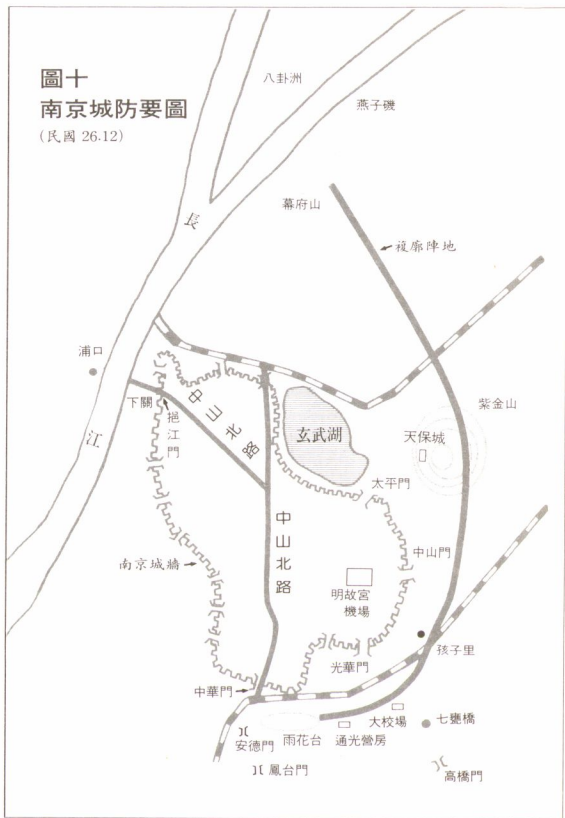 圖十
南京城防要圖
(民國 26.12)
八卦洲
燕子磯
長
江
幕府山
複廓陣地
浦口
下關
挹江門
中山北路
玄武湖
紫金山
天保城
太平門
中山北路
中山門
南京城牆
明故宮
機場
孩子里
光華門
中華門
大校場
七甕橋
安德門
雨花台
通光營房
鳳台門
高橋門